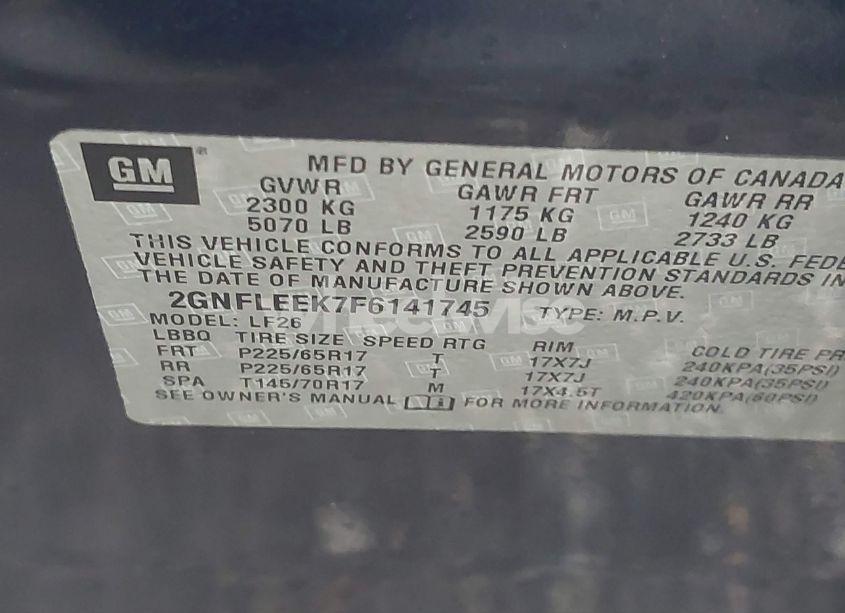 GM ®
MFD BY GENERAL MOTORS OF CANADA
GVWR GAWR FRT GAWR RR
2300 KG 1175 KG 1240 KG
5070 LB 2590 LB 2733 LB
THIS VEHICLE CONFORMS TO ALL APPLICABLE U.S. FEDE
VEHICLE SAFETY AND THEFT PREVENTION STANDARDS IN
THE DATE OF MANUFACTURE SHOWN ABOVE.
2GNFLEEK7F6141745 TYPE: M.P.V.
MODEL: LF26
LBBQ TIRE SIZE SPEED RTG RIM COLD TIRE PR
FRT P225/65R17 T 17X7J 240KPA(35PSI)
RR P225/65R17 T 17X7J 240KPA(35PSI)
SPA T145/70R17 M 17X4.5T 420KPA(60PSI)
SEE OWNER'S MANUAL FOR MORE INFORMATION.